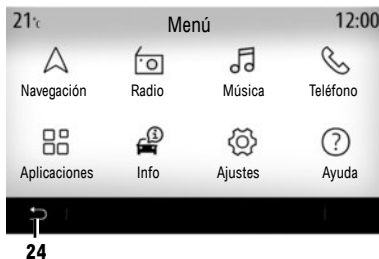 21°c Menú 12:00
Navegación Radio Música Teléfono
Aplicaciones Info Ajustes Ayuda
24